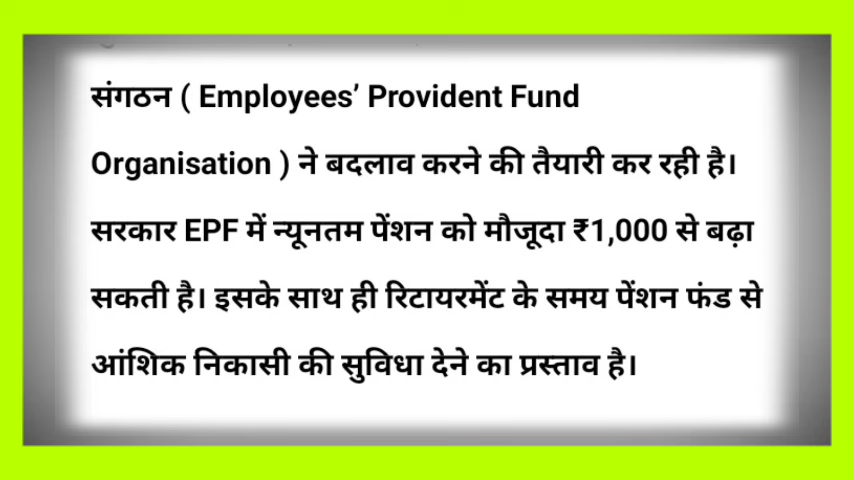 संगठन ( Employees’ Provident Fund
Organisation ) ने बदलाव करने की तैयारी कर रही है।
सरकार EPF में न्यूनतम पेंशन को मौजूदा ₹1,000 से बढ़ा
सकती है। इसके साथ ही रिटायरमेंट के समय पेंशन फंड से
आंशिक निकासी की सुविधा देने का प्रस्ताव है।